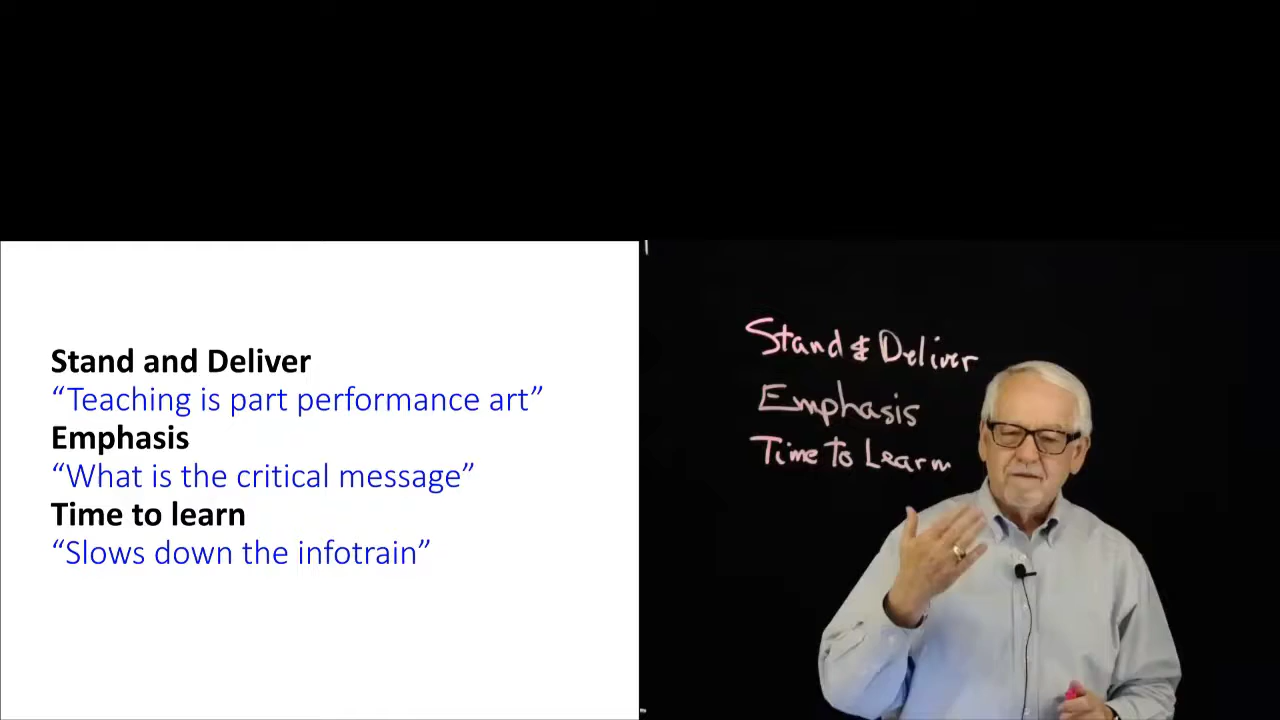 Stand and Deliver
“Teaching is part performance art”
Emphasis
“What is the critical message”
Time to learn
“Slows down the infotrain”
Stand & Deliver
Emphasis
Time to Learn